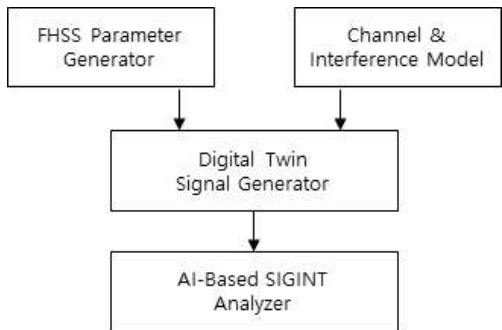 FHSS Parameter
Generator
Channel &
Interference Model
Digital Twin
Signal Generator
AI-Based SIGINT
Analyzer